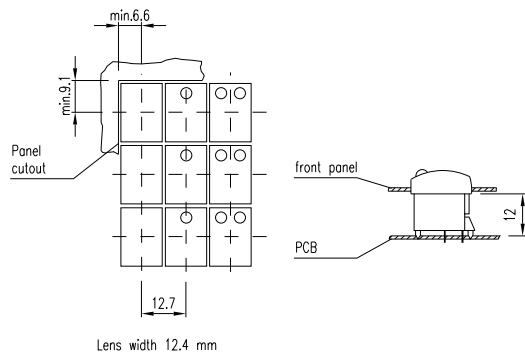 min.6.6
min.9.1
Panel
cutout
front panel
12
PCB
12.7
Lens width 12.4 mm